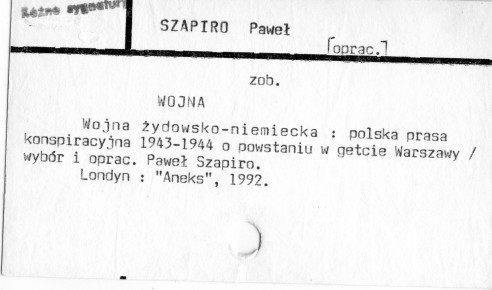 Różne sygnatury
SZAPIRO Paweł
[oprac.]
zob.
WOJNA
Wojna żydowsko-niemiecka : polska prasa
konspiracyjna 1943-1944 o powstaniu w getcie Warszawy /
wybór i oprac. Paweł Szapiro.
Londyn : "Aneks", 1992.